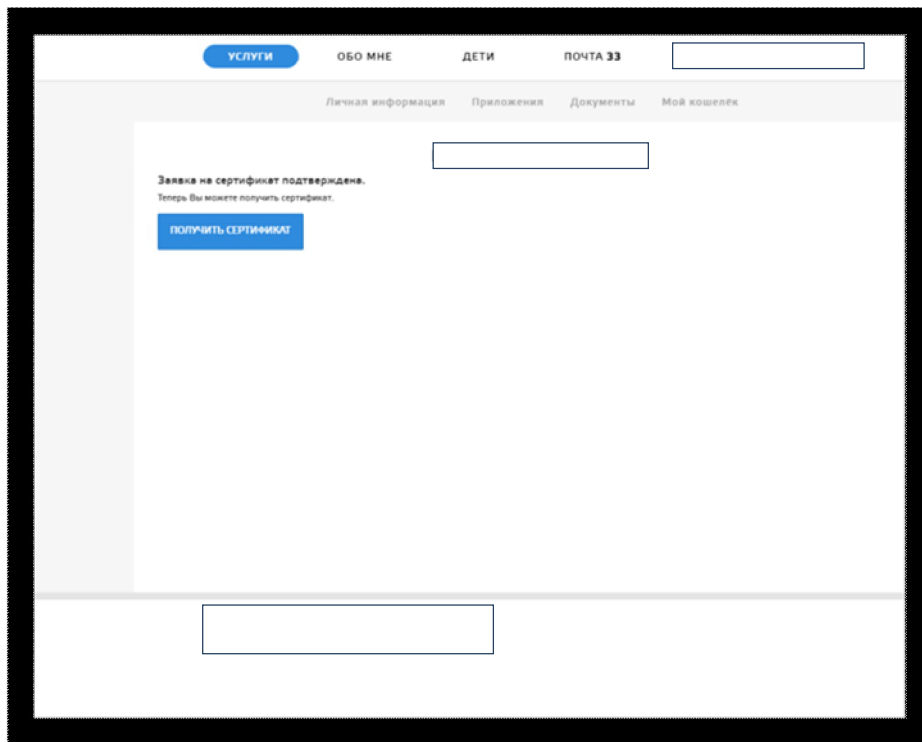 УСЛУГИ ОБО МНЕ ДЕТИ ПОЧТА 33
Личная информация Приложения Документы Мой кошелёк
Заявка на сертификат подтверждена.
Теперь Вы можете получить сертификат.
ПОЛУЧИТЬ СЕРТИФИКАТ